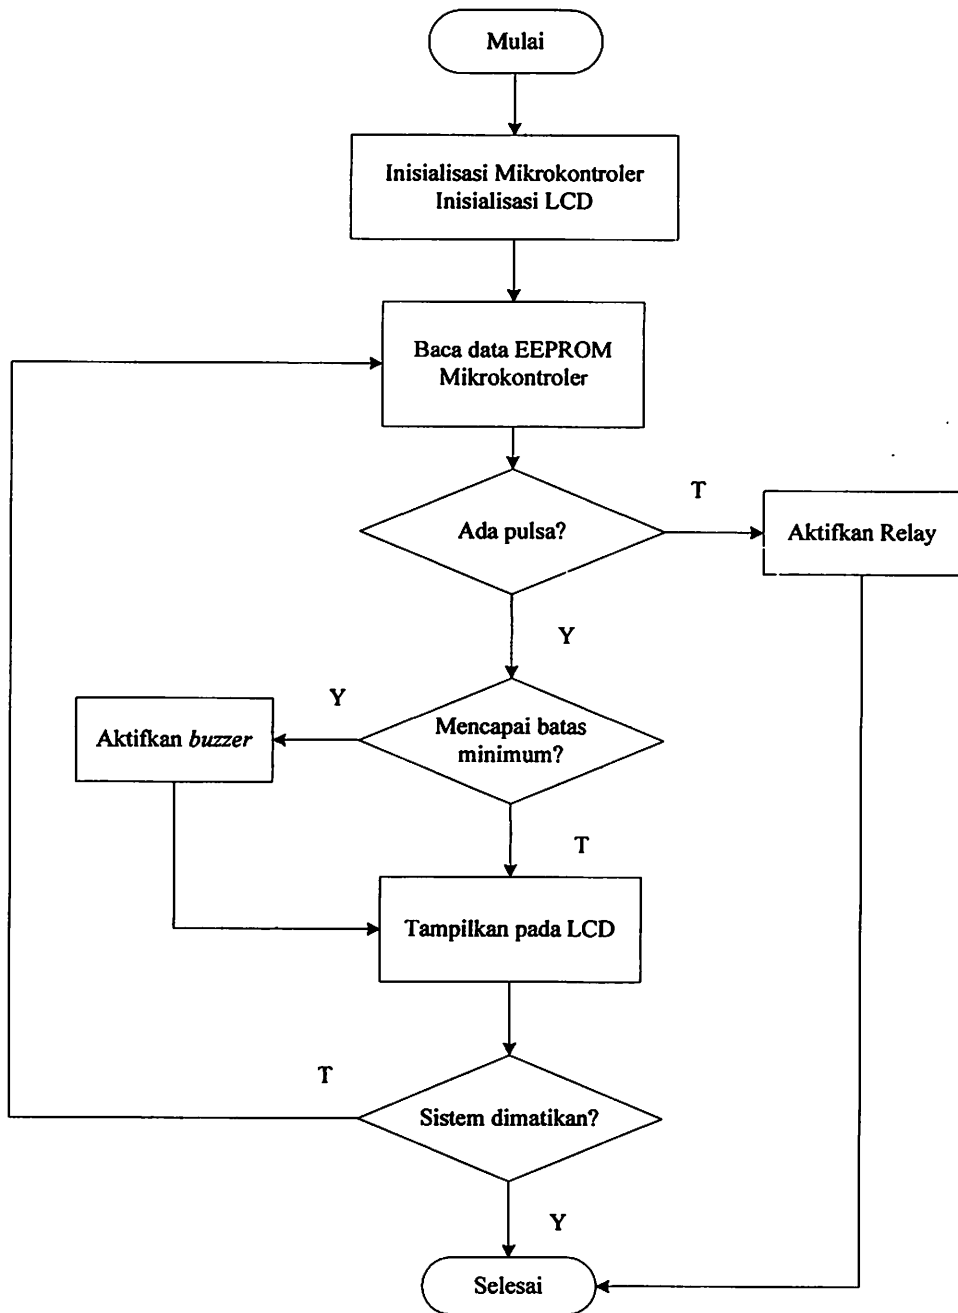 Mulai
Inisialisasi Mikrokontroler
Inisialisasi LCD
Baca data EEPROM
Mikrokontroler
T
Ada pulsa?
Aktifkan Relay
Y
Y
Mencapai batas
minimum?
Aktifkan buzzer
T
Tampilkan pada LCD
T
Sistem dimatikan?
Y
Selesai